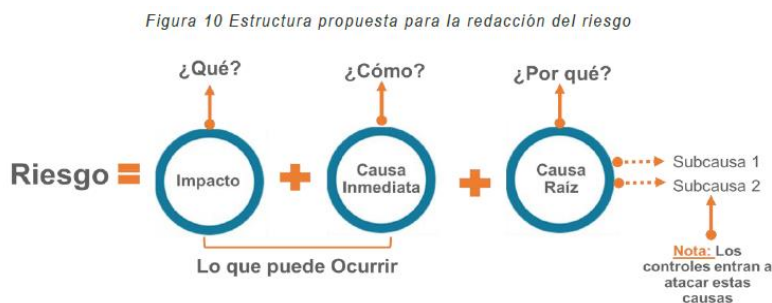 Figura 10 Estructura propuesta para la redacción del riesgo
¿Qué?
¿Cómo?
¿Por qué?
Riesgo
=
Impacto
+
Causa
Inmediata
+
Causa
Raíz
Subcausa 1
Subcausa 2
Lo que puede Ocurrir
Nota: Los
controles entran a
atacar estas
causas